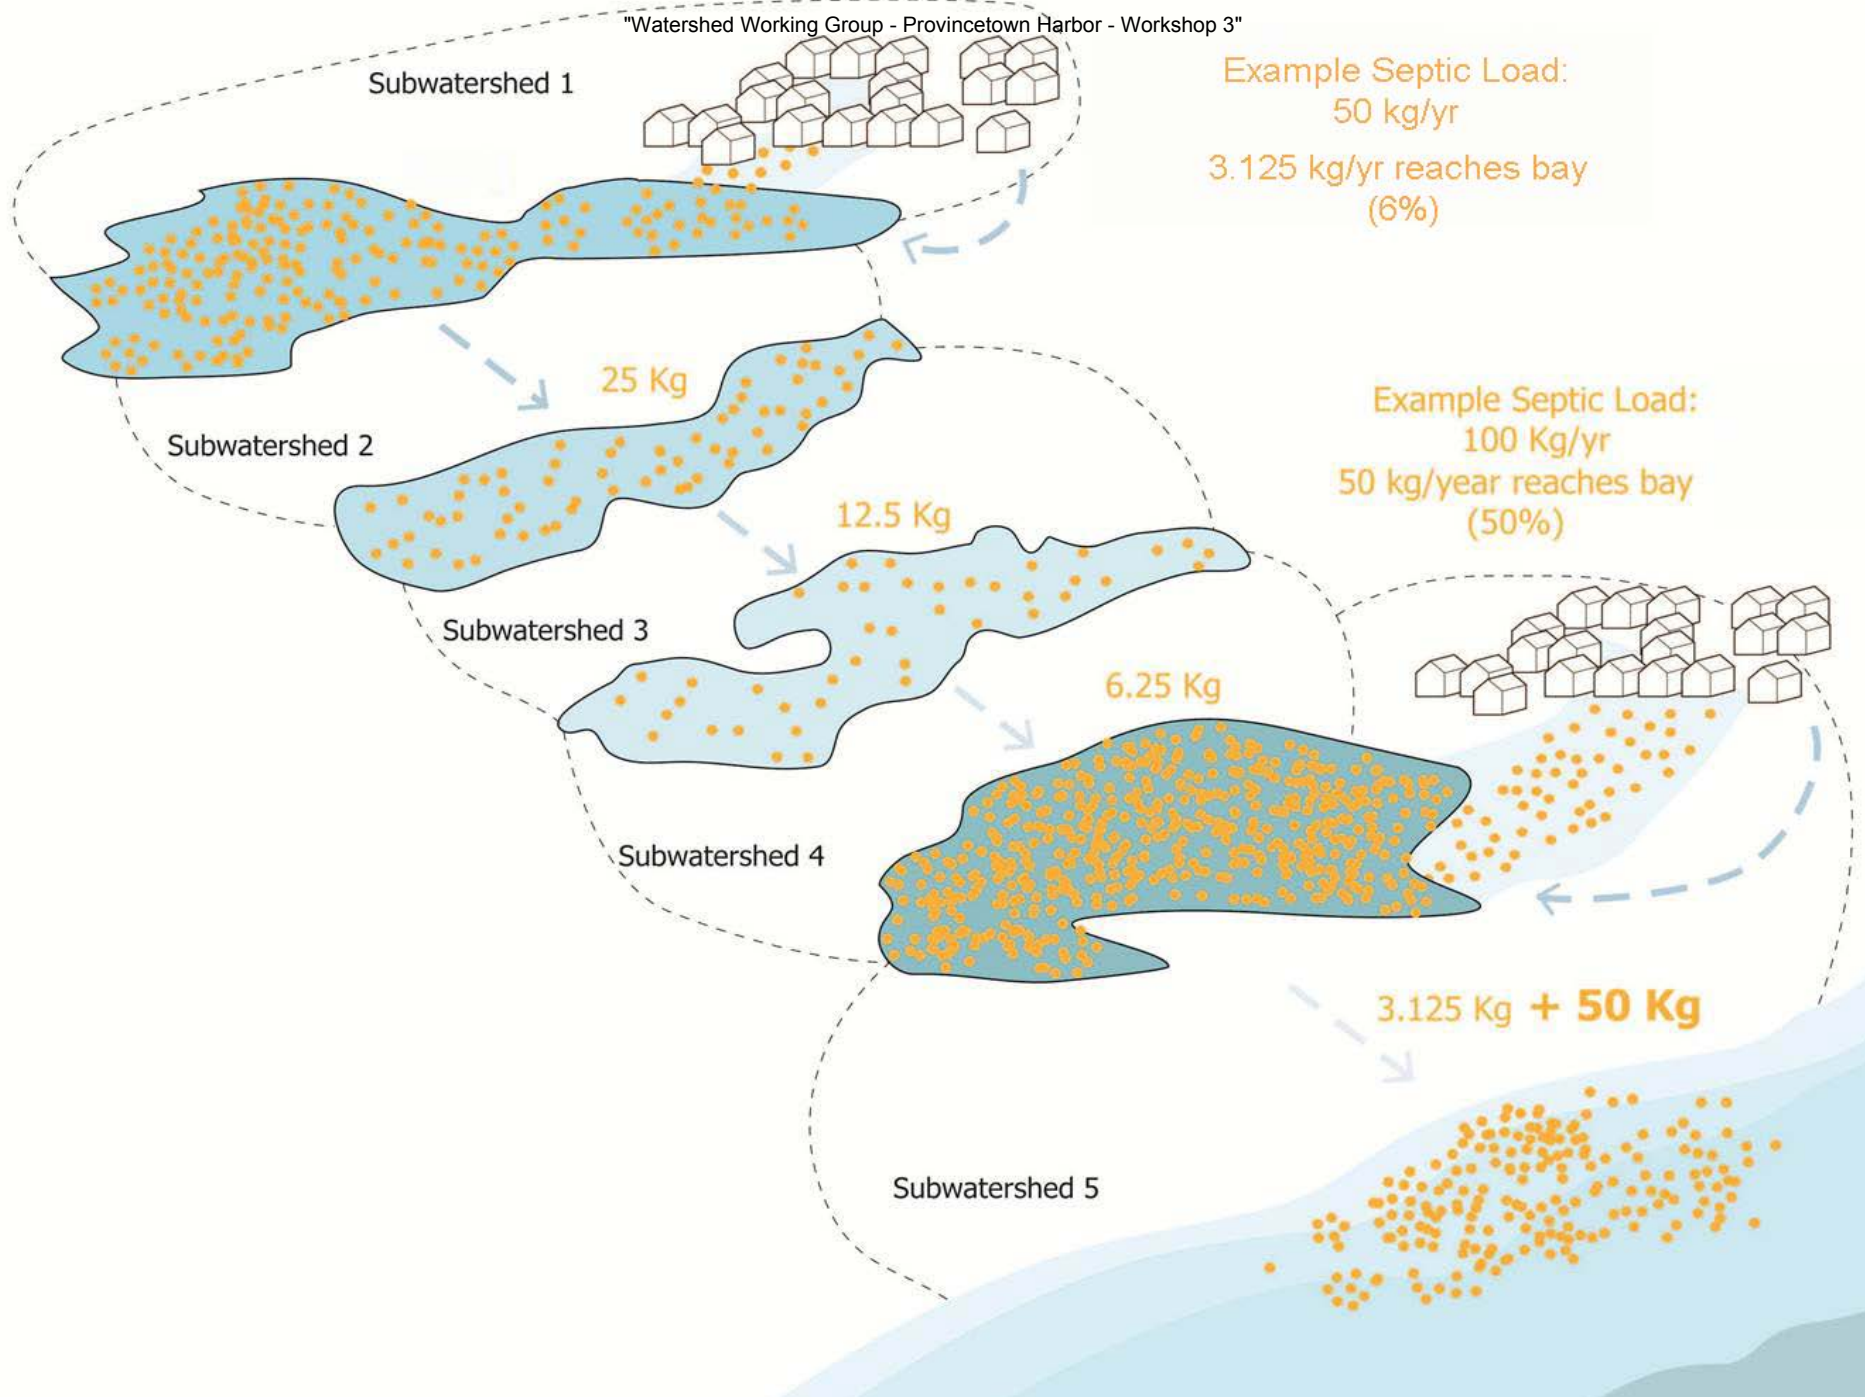 "Watershed Working Group - Provincetown Harbor - Workshop 3"
Subwatershed 1
Example Septic Load:
50 kg/yr
3.125 kg/yr reaches bay
(6%)
25 Kg
Subwatershed 2
Example Septic Load:
100 Kg/yr
50 kg/year reaches bay
(50%)
12.5 Kg
Subwatershed 3
6.25 Kg
Subwatershed 4
3.125 Kg + 50 Kg
Subwatershed 5